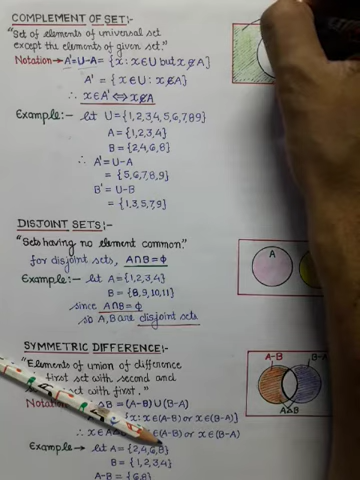 COMPLEMENT OF SET:-
"Set of elements of universal set
except the elements of given set."
Notation→ A'=U-A= {x: x∈U but x∉A}
A' = {x∈U: x∉A}
∴ x∈A' ⇔ x∉A
Example:- let U={1,2,3,4,5,6,7,8,9}
A={1,2,3,4}
B={2,4,6,8}
∴ A'=U-A
= {5,6,7,8,9}
B'=U-B
= {1,3,5,7,9}
DISJOINT SETS:-
"Sets having no element common."
for disjoint sets, A∩B=ϕ
A
Example:- let A={1,2,3,4}
B = {8,9,10,11}
since A∩B=ϕ
so A,B are disjoint sets
SYMMETRIC DIFFERENCE:-
A-B B-A
"Elements of union of difference
first set with second and
set with first."
Notation ΔB = (A-B)∪(B-A)
{x: x∈(A-B) or x∈(B-A)}
AΔB
∴ x∈AΔ ∈(A-B) or x∈(B-A)
Example→ let A={2,4,6,8}
B={1,2,3,4}
A-B = {6,8}